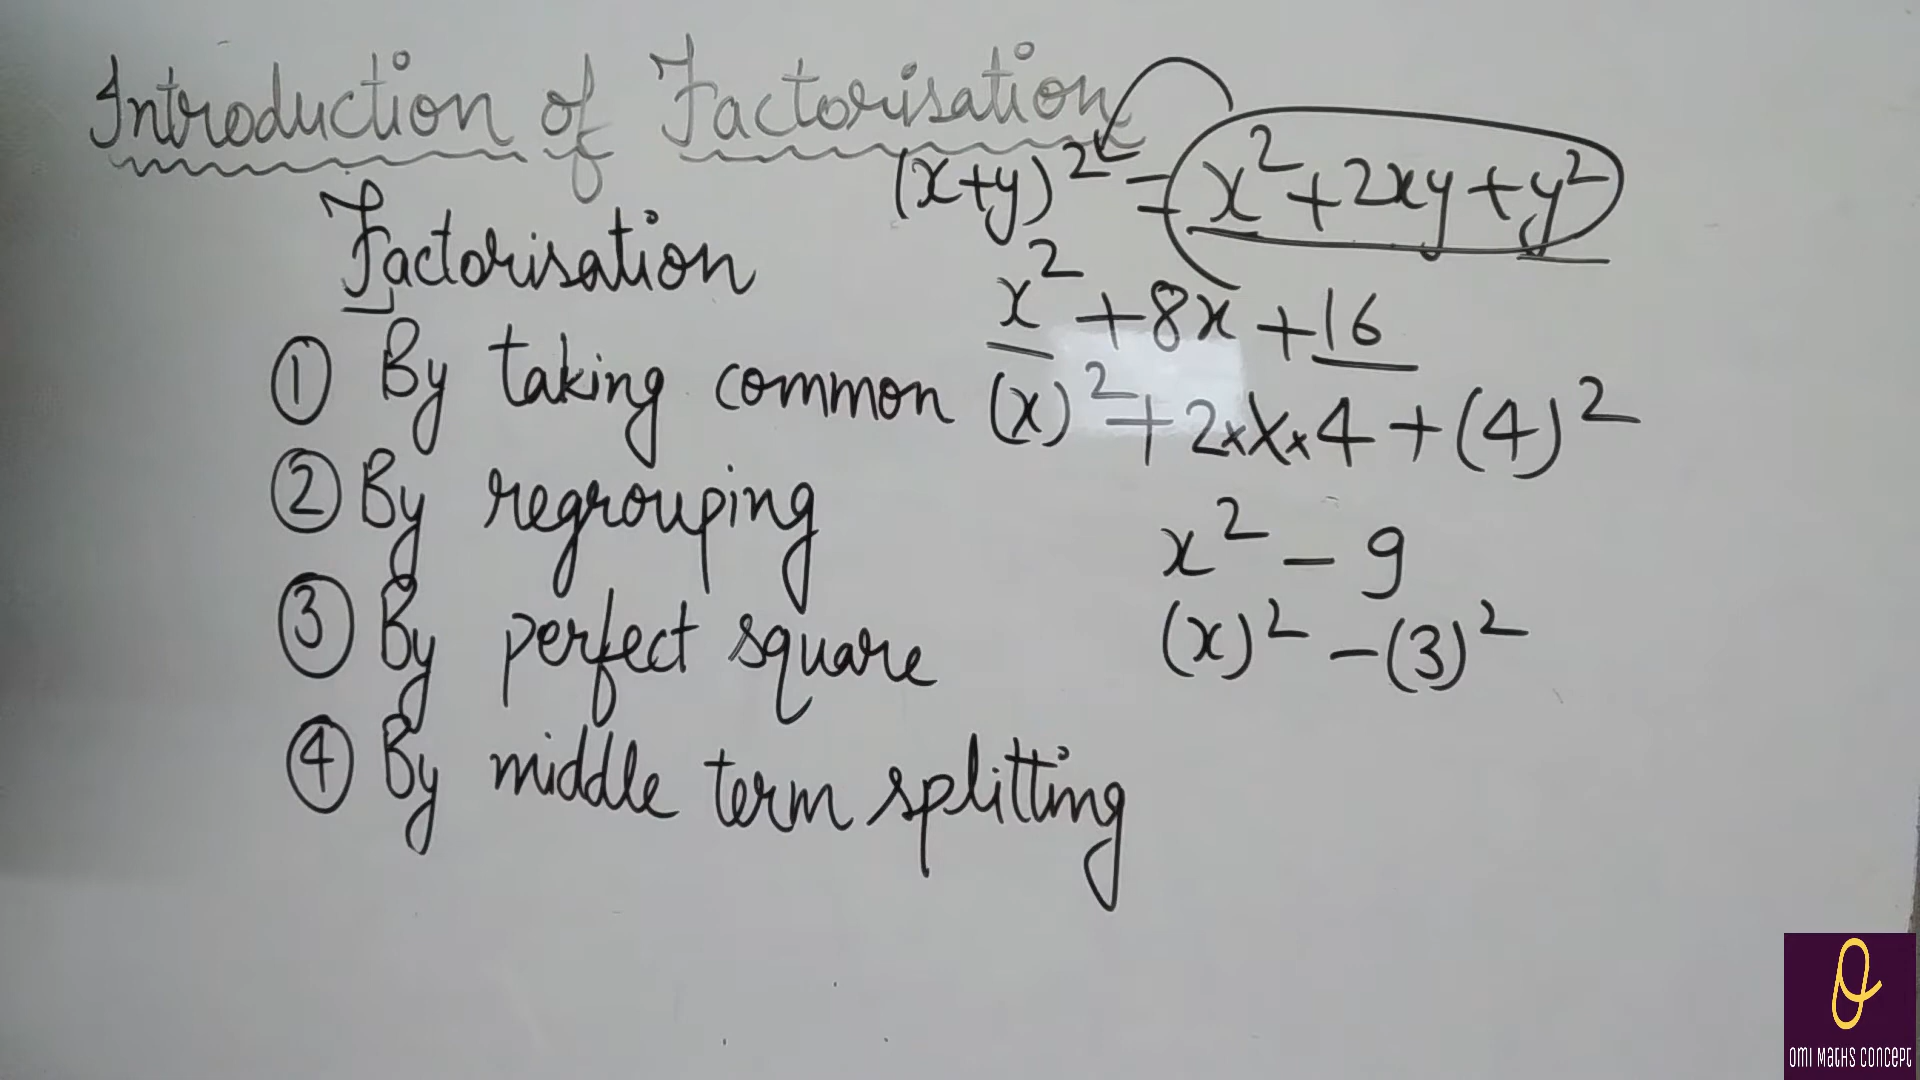 Introduction of Factorisation
(x+y)² = x²+2xy+y²
Factorisation
x²+8x+16
① By taking common
(x)²+2×x×4+(4)²
② By regrouping
x²-9
③ By perfect square
(x)²-(3)²
④ By middle term splitting
OMI MATHS CONCEPT